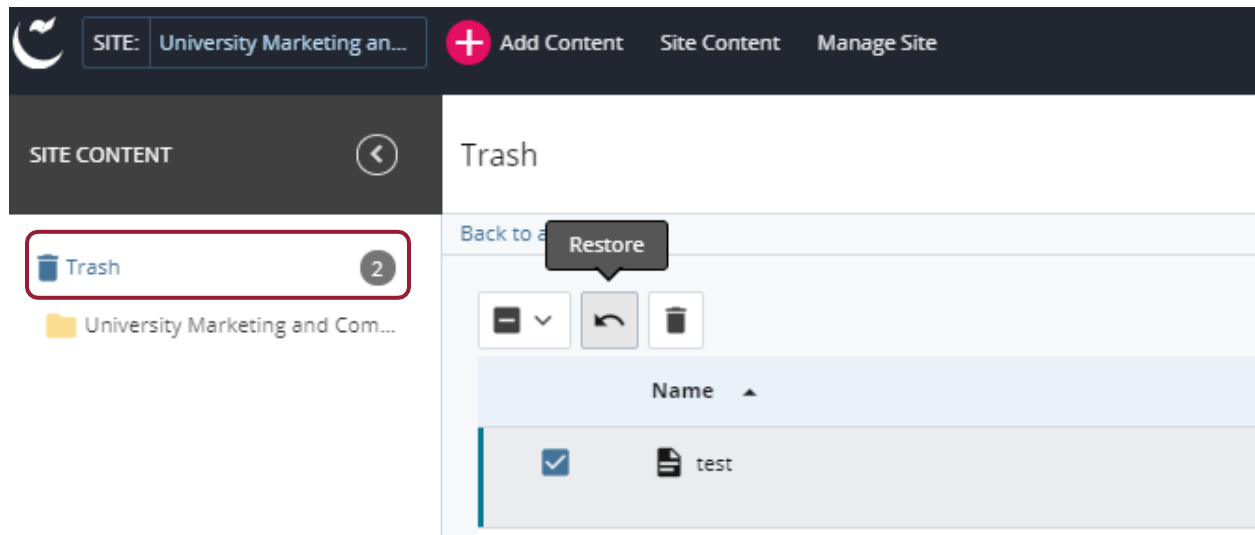 SITE: University Marketing an... Add Content Site Content Manage Site
SITE CONTENT
Trash
Back to a
Restore
Trash 2
University Marketing and Com...
Name
test